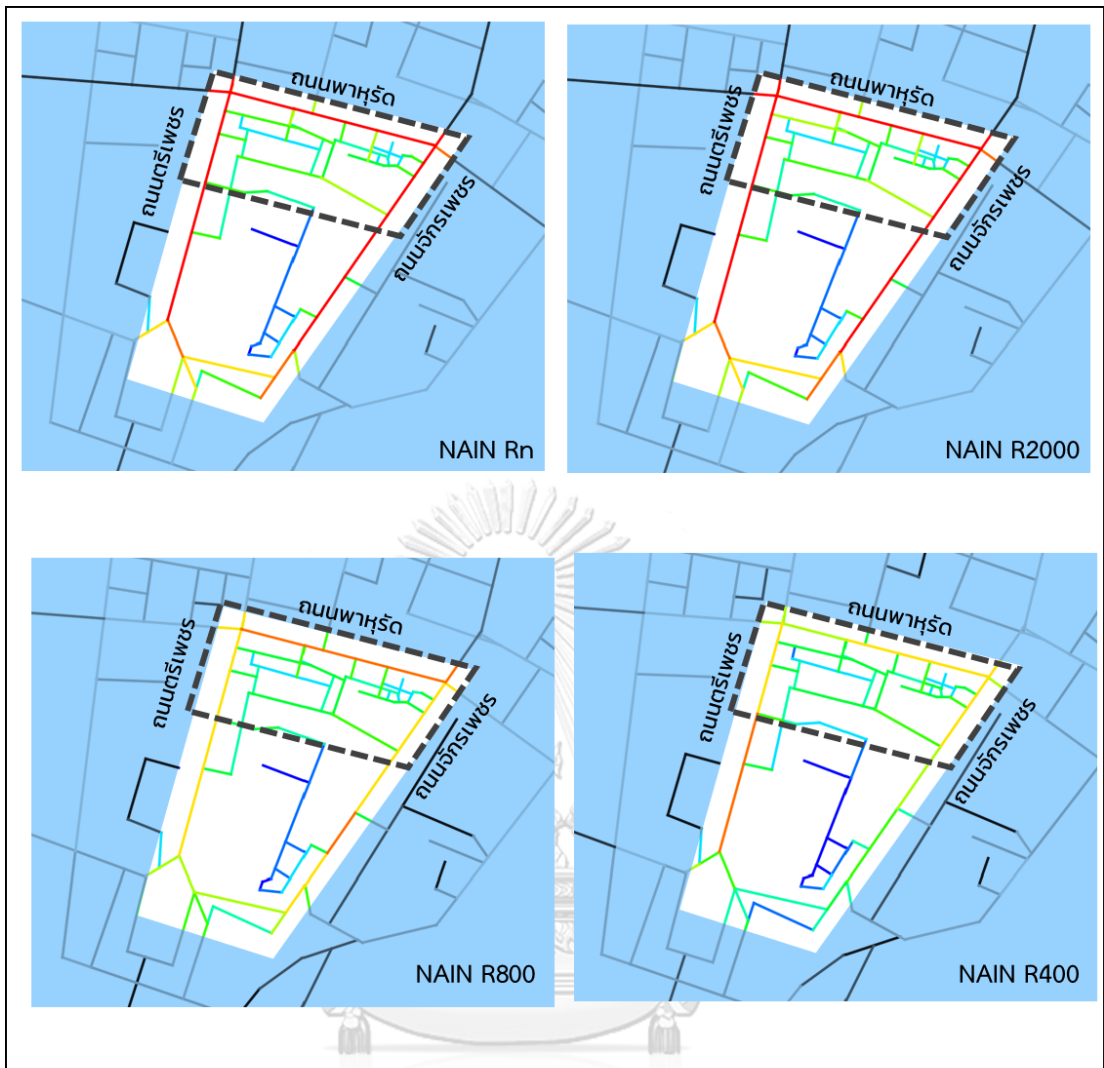 ถนนพาหุรัด
ถนนตรีเพชร
ถนนจักรเพชร
NAIN Rn
ถนนพาหุรัด
ถนนตรีเพชร
ถนนจักรเพชร
NAIN R2000
ถนนพาหุรัด
ถนนตรีเพชร
ถนนจักรเพชร
NAIN R800
ถนนพาหุรัด
ถนนตรีเพชร
ถนนจักรเพชร
NAIN R400